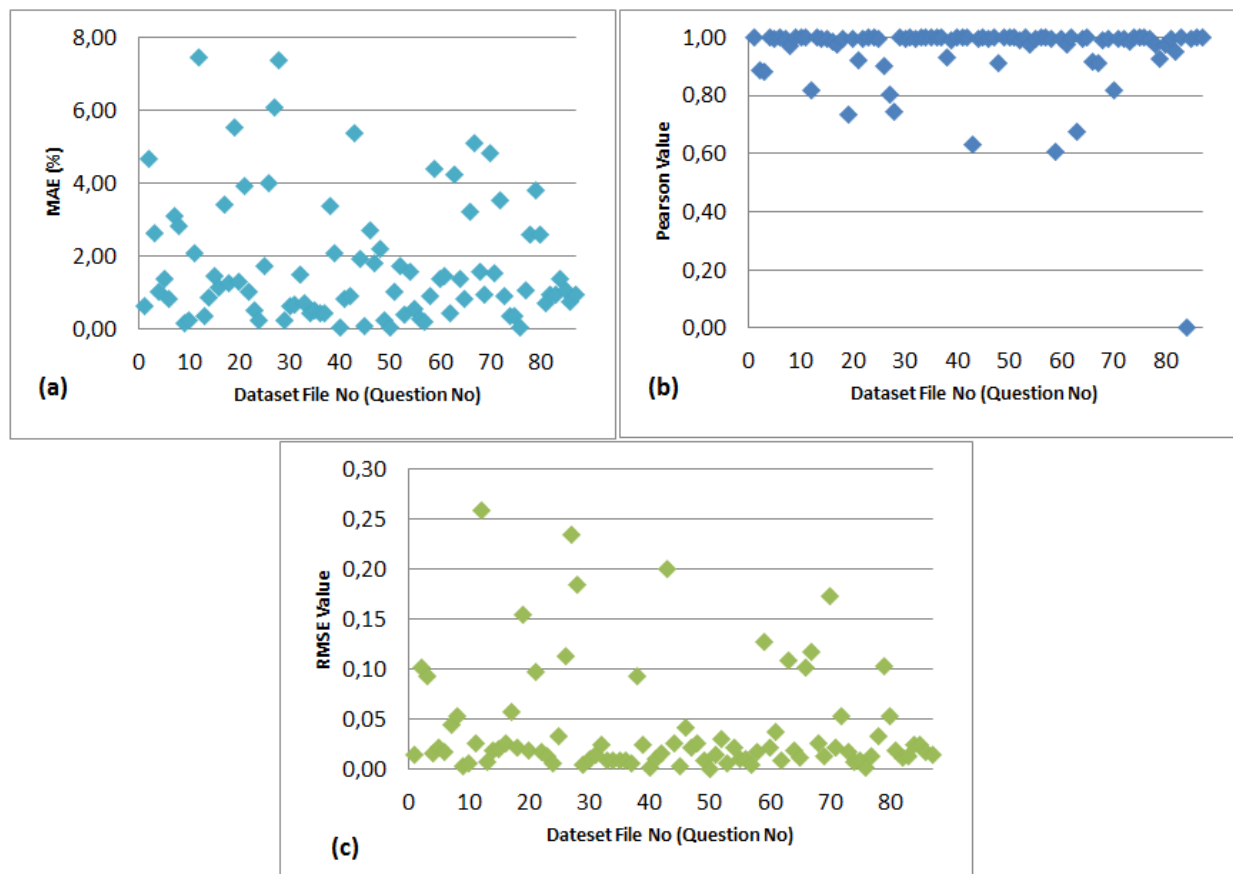 8,00
6,00
4,00
2,00
0,00
MAE (%)
0 10 20 30 40 50 60 70 80
Dataset File No (Question No)
(a)
1,00
0,80
0,60
0,40
0,20
0,00
Pearson Value
0 10 20 30 40 50 60 70 80
Dataset File No (Question No)
(b)
0,30
0,25
0,20
0,15
0,10
0,05
0,00
RMSE Value
0 10 20 30 40 50 60 70 80
Dateset File No (Question No)
(c)